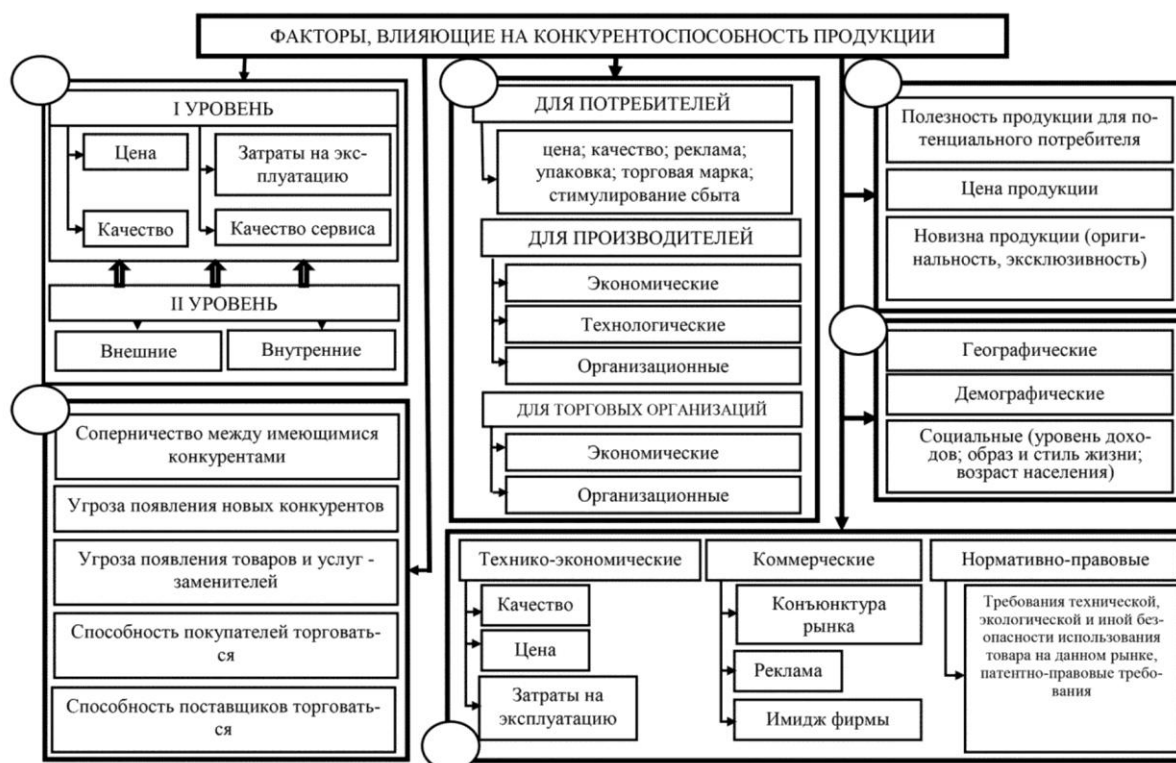 ФАКТОРЫ, ВЛИЯЮЩИЕ НА КОНКУРЕНТОСПОСОБНОСТЬ ПРОДУКЦИИ
I УРОВЕНЬ
Цена
Затраты на экс-
плуатацию
Качество
Качество сервиса
II УРОВЕНЬ
Внешние
Внутренние
Соперничество между имеющимися
конкурентами
Угроза появления новых конкурентов
Угроза появления товаров и услуг -
заменителей
Способность покупателей торговать-
ся
Способность поставщиков торговать-
ся
ДЛЯ ПОТРЕБИТЕЛЕЙ
цена; качество; реклама;
упаковка; торговая марка;
стимулирование сбыта
ДЛЯ ПРОИЗВОДИТЕЛЕЙ
Экономические
Технологические
Организационные
ДЛЯ ТОРГОВЫХ ОРГАНИЗАЦИЙ
Экономические
Организационные
Полезность продукции для по-
тенциального потребителя
Цена продукции
Новизна продукции (ориги-
нальность, эксклюзивность)
Географические
Демографические
Социальные (уровень дохо-
дов; образ и стиль жизни;
возраст населения)
Технико-экономические
Качество
Цена
Затраты на
эксплуатацию
Коммерческие
Конъюнктура
рынка
Реклама
Имидж фирмы
Нормативно-правовые
Требования технической,
экологической и иной без-
опасности использования
товара на данном рынке,
патентно-правовые требо-
вания